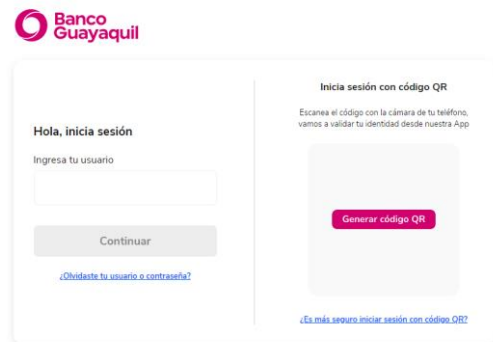 Banco
Guayaquil
Hola, inicia sesión
Ingresa tu usuario
Continuar
¿Olvidaste tu usuario o contraseña?
Inicia sesión con código QR
Escanea el código con la cámara de tu teléfono,
vamos a validar tu identidad desde nuestra App
Generar código QR
¿Es más seguro iniciar sesión con código QR?